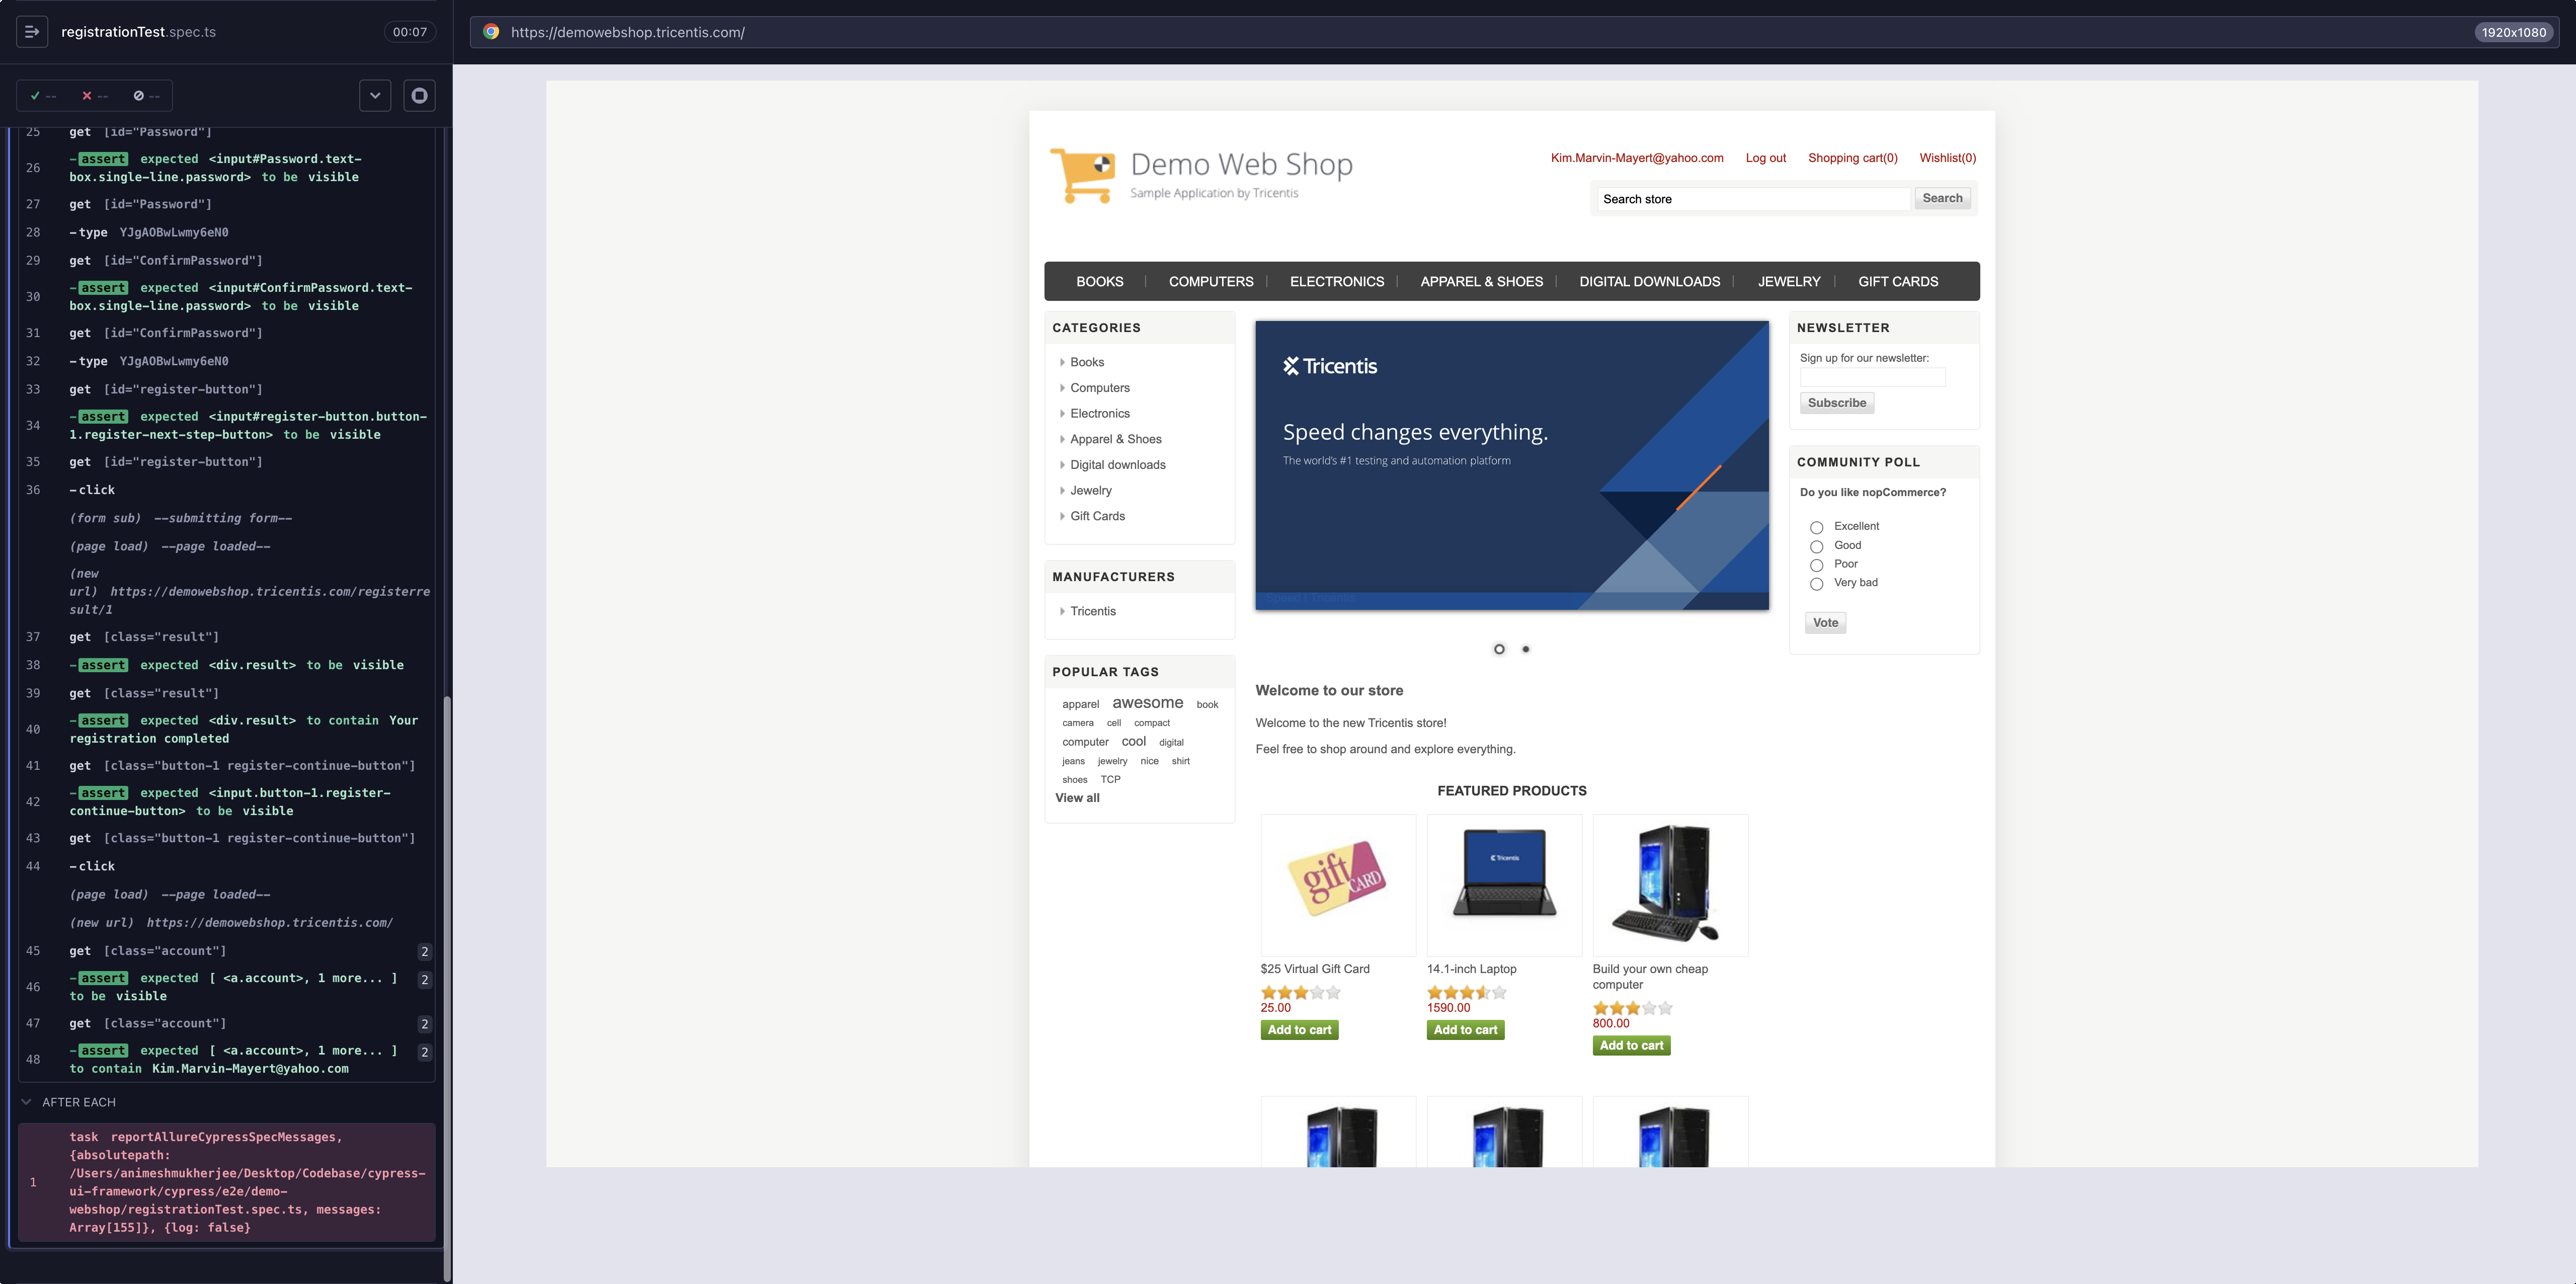 registrationTest.spec.ts 00:07
-- -- --
25 get [id="Password"]
26 -assert expected <input#Password.text-
box.single-line.password> to be visible
27 get [id="Password"]
28 -type YJgAOBwLwmy6eN0
29 get [id="ConfirmPassword"]
30 -assert expected <input#ConfirmPassword.text-
box.single-line.password> to be visible
31 get [id="ConfirmPassword"]
32 -type YJgAOBwLwmy6eN0
33 get [id="register-button"]
34 -assert expected <input#register-button.button-
1.register-next-step-button> to be visible
35 get [id="register-button"]
36 -click
(form sub) --submitting form--
(page load) --page loaded--
(new
url) https://demowebshop.tricentis.com/registerre
sult/1
37 get [class="result"]
38 -assert expected <div.result> to be visible
39 get [class="result"]
40 -assert expected <div.result> to contain Your
registration completed
41 get [class="button-1 register-continue-button"]
42 -assert expected <input.button-1.register-
continue-button> to be visible
43 get [class="button-1 register-continue-button"]
44 -click
(page load) --page loaded--
(new url) https://demowebshop.tricentis.com/
45 get [class="account"] 2
46 -assert expected [ <a.account>, 1 more... ] 2
to be visible
47 get [class="account"] 2
48 -assert expected [ <a.account>, 1 more... ] 2
to contain Kim.Marvin-Mayert@yahoo.com
AFTER EACH
1 task reportAllureCypressSpecMessages,
{absolutepath:
/Users/animeshmukherjee/Desktop/Codebase/cypress-
ui-framework/cypress/e2e/demo-
webshop/registrationTest.spec.ts, messages:
Array[155]}, {log: false}
https://demowebshop.tricentis.com/ 1920x1080
Demo Web Shop
Sample Application by Tricentis
Kim.Marvin-Mayert@yahoo.com Log out Shopping cart(0) Wishlist(0)
Search store Search
BOOKS COMPUTERS ELECTRONICS APPAREL & SHOES DIGITAL DOWNLOADS JEWELRY GIFT CARDS
CATEGORIES
Books
Computers
Electronics
Apparel & Shoes
Digital downloads
Jewelry
Gift Cards
MANUFACTURERS
Tricentis
POPULAR TAGS
apparel awesome book
camera cell compact
computer cool digital
jeans jewelry nice shirt
shoes TCP
View all
Tricentis
Speed changes everything.
The world's #1 testing and automation platform
Welcome to our store
Welcome to the new Tricentis store!
Feel free to shop around and explore everything.
FEATURED PRODUCTS
gift CARD
Tricentis
$25 Virtual Gift Card
25.00
Add to cart
14.1-inch Laptop
1590.00
Add to cart
Build your own cheap
computer
800.00
Add to cart
NEWSLETTER
Sign up for our newsletter:
Subscribe
COMMUNITY POLL
Do you like nopCommerce?
Excellent
Good
Poor
Very bad
Vote